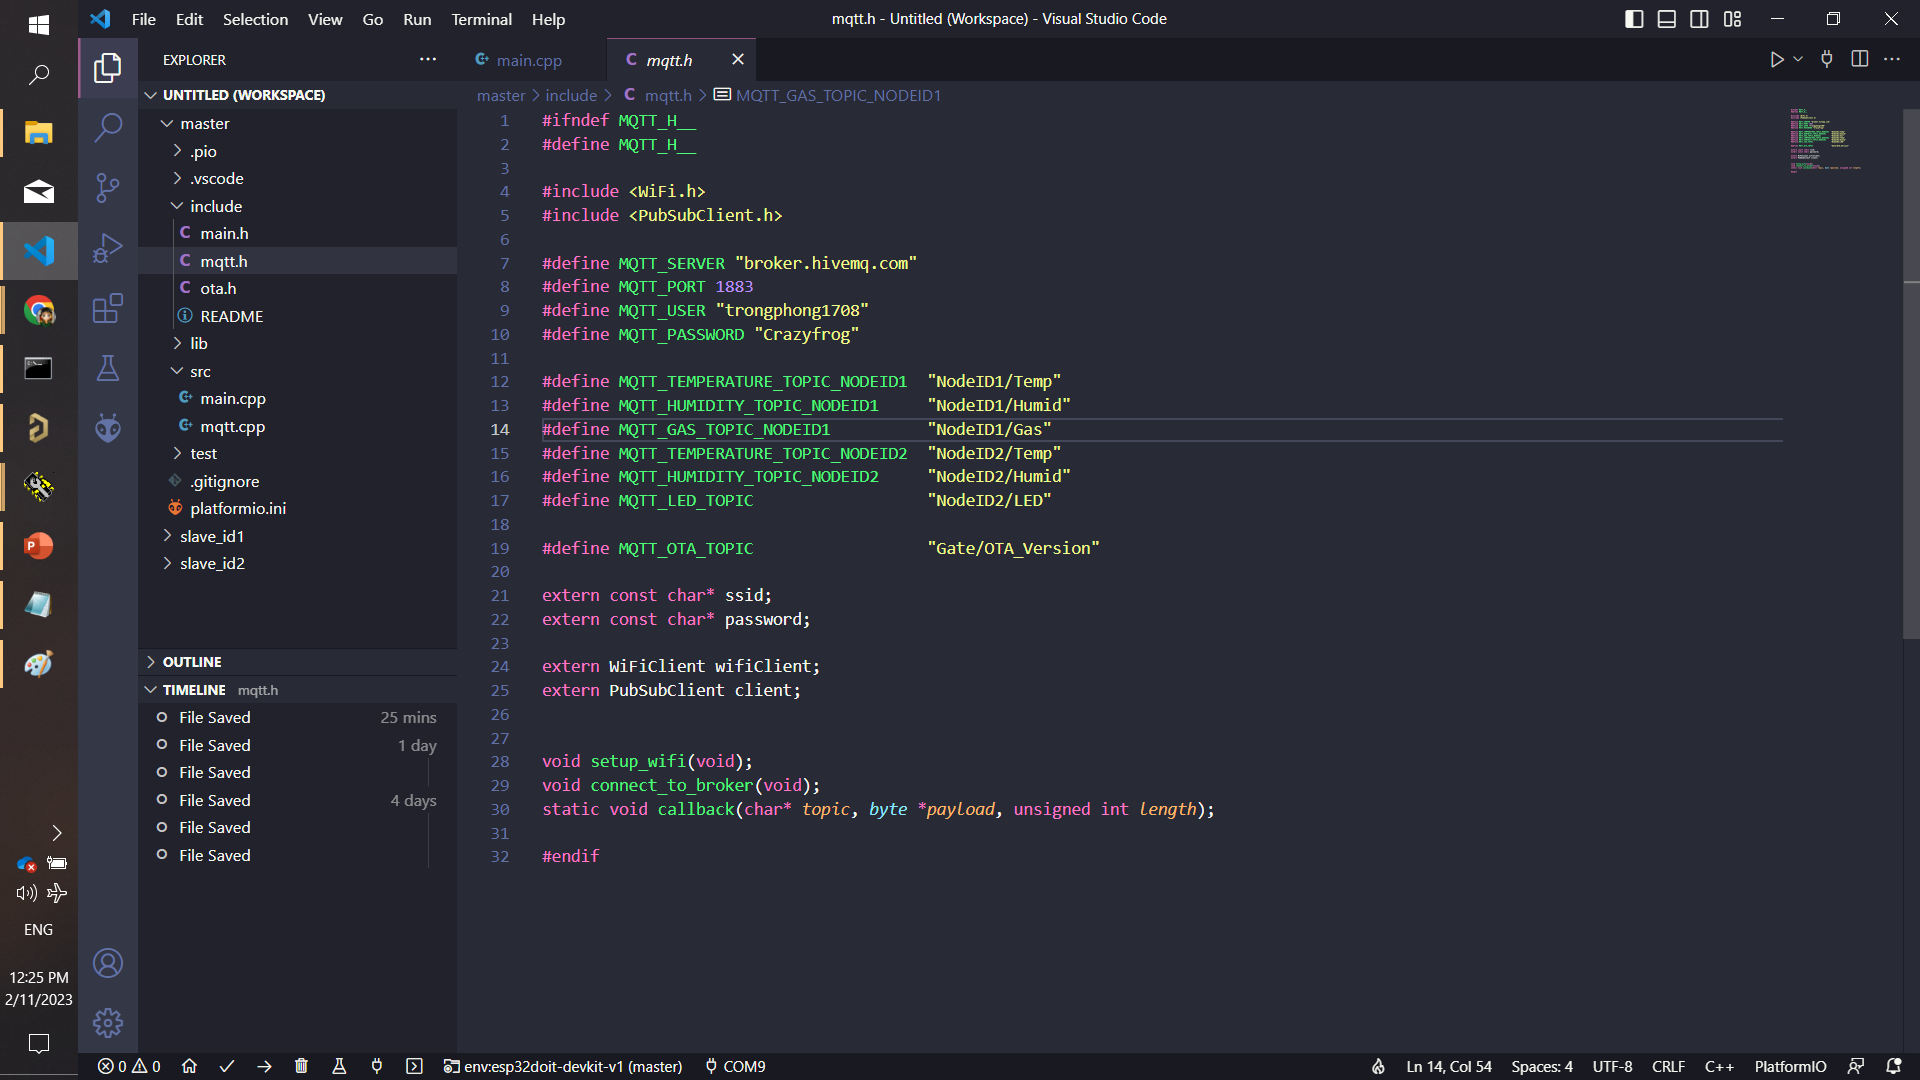 File Edit Selection View Go Run Terminal Help
mqtt.h - Untitled (Workspace) - Visual Studio Code
EXPLORER
UNTITLED (WORKSPACE)
master
.pio
.vscode
include
C main.h
C mqtt.h
C ota.h
README
lib
src
main.cpp
mqtt.cpp
test
.gitignore
platformio.ini
slave_id1
slave_id2
OUTLINE
TIMELINE mqtt.h
File Saved 25 mins
File Saved 1 day
File Saved
File Saved 4 days
File Saved
File Saved
main.cpp
C mqtt.h
master > include > C mqtt.h > MQTT_GAS_TOPIC_NODEID1
1 #ifndef MQTT_H__
2 #define MQTT_H__
3
4 #include <WiFi.h>
5 #include <PubSubClient.h>
6
7 #define MQTT_SERVER "broker.hivemq.com"
8 #define MQTT_PORT 1883
9 #define MQTT_USER "trongphong1708"
10 #define MQTT_PASSWORD "Crazyfrog"
11
12 #define MQTT_TEMPERATURE_TOPIC_NODEID1 "NodeID1/Temp"
13 #define MQTT_HUMIDITY_TOPIC_NODEID1 "NodeID1/Humid"
14 #define MQTT_GAS_TOPIC_NODEID1 "NodeID1/Gas"
15 #define MQTT_TEMPERATURE_TOPIC_NODEID2 "NodeID2/Temp"
16 #define MQTT_HUMIDITY_TOPIC_NODEID2 "NodeID2/Humid"
17 #define MQTT_LED_TOPIC "NodeID2/LED"
18
19 #define MQTT_OTA_TOPIC "Gate/OTA_Version"
20
21 extern const char* ssid;
22 extern const char* password;
23
24 extern WiFiClient wifiClient;
25 extern PubSubClient client;
26
27
28 void setup_wifi(void);
29 void connect_to_broker(void);
30 static void callback(char* topic, byte *payload, unsigned int length);
31
32 #endif
ENG
12:25 PM
2/11/2023
0 0 env:esp32doit-devkit-v1 (master) COM9
Ln 14, Col 54 Spaces: 4 UTF-8 CRLF C++ PlatformIO